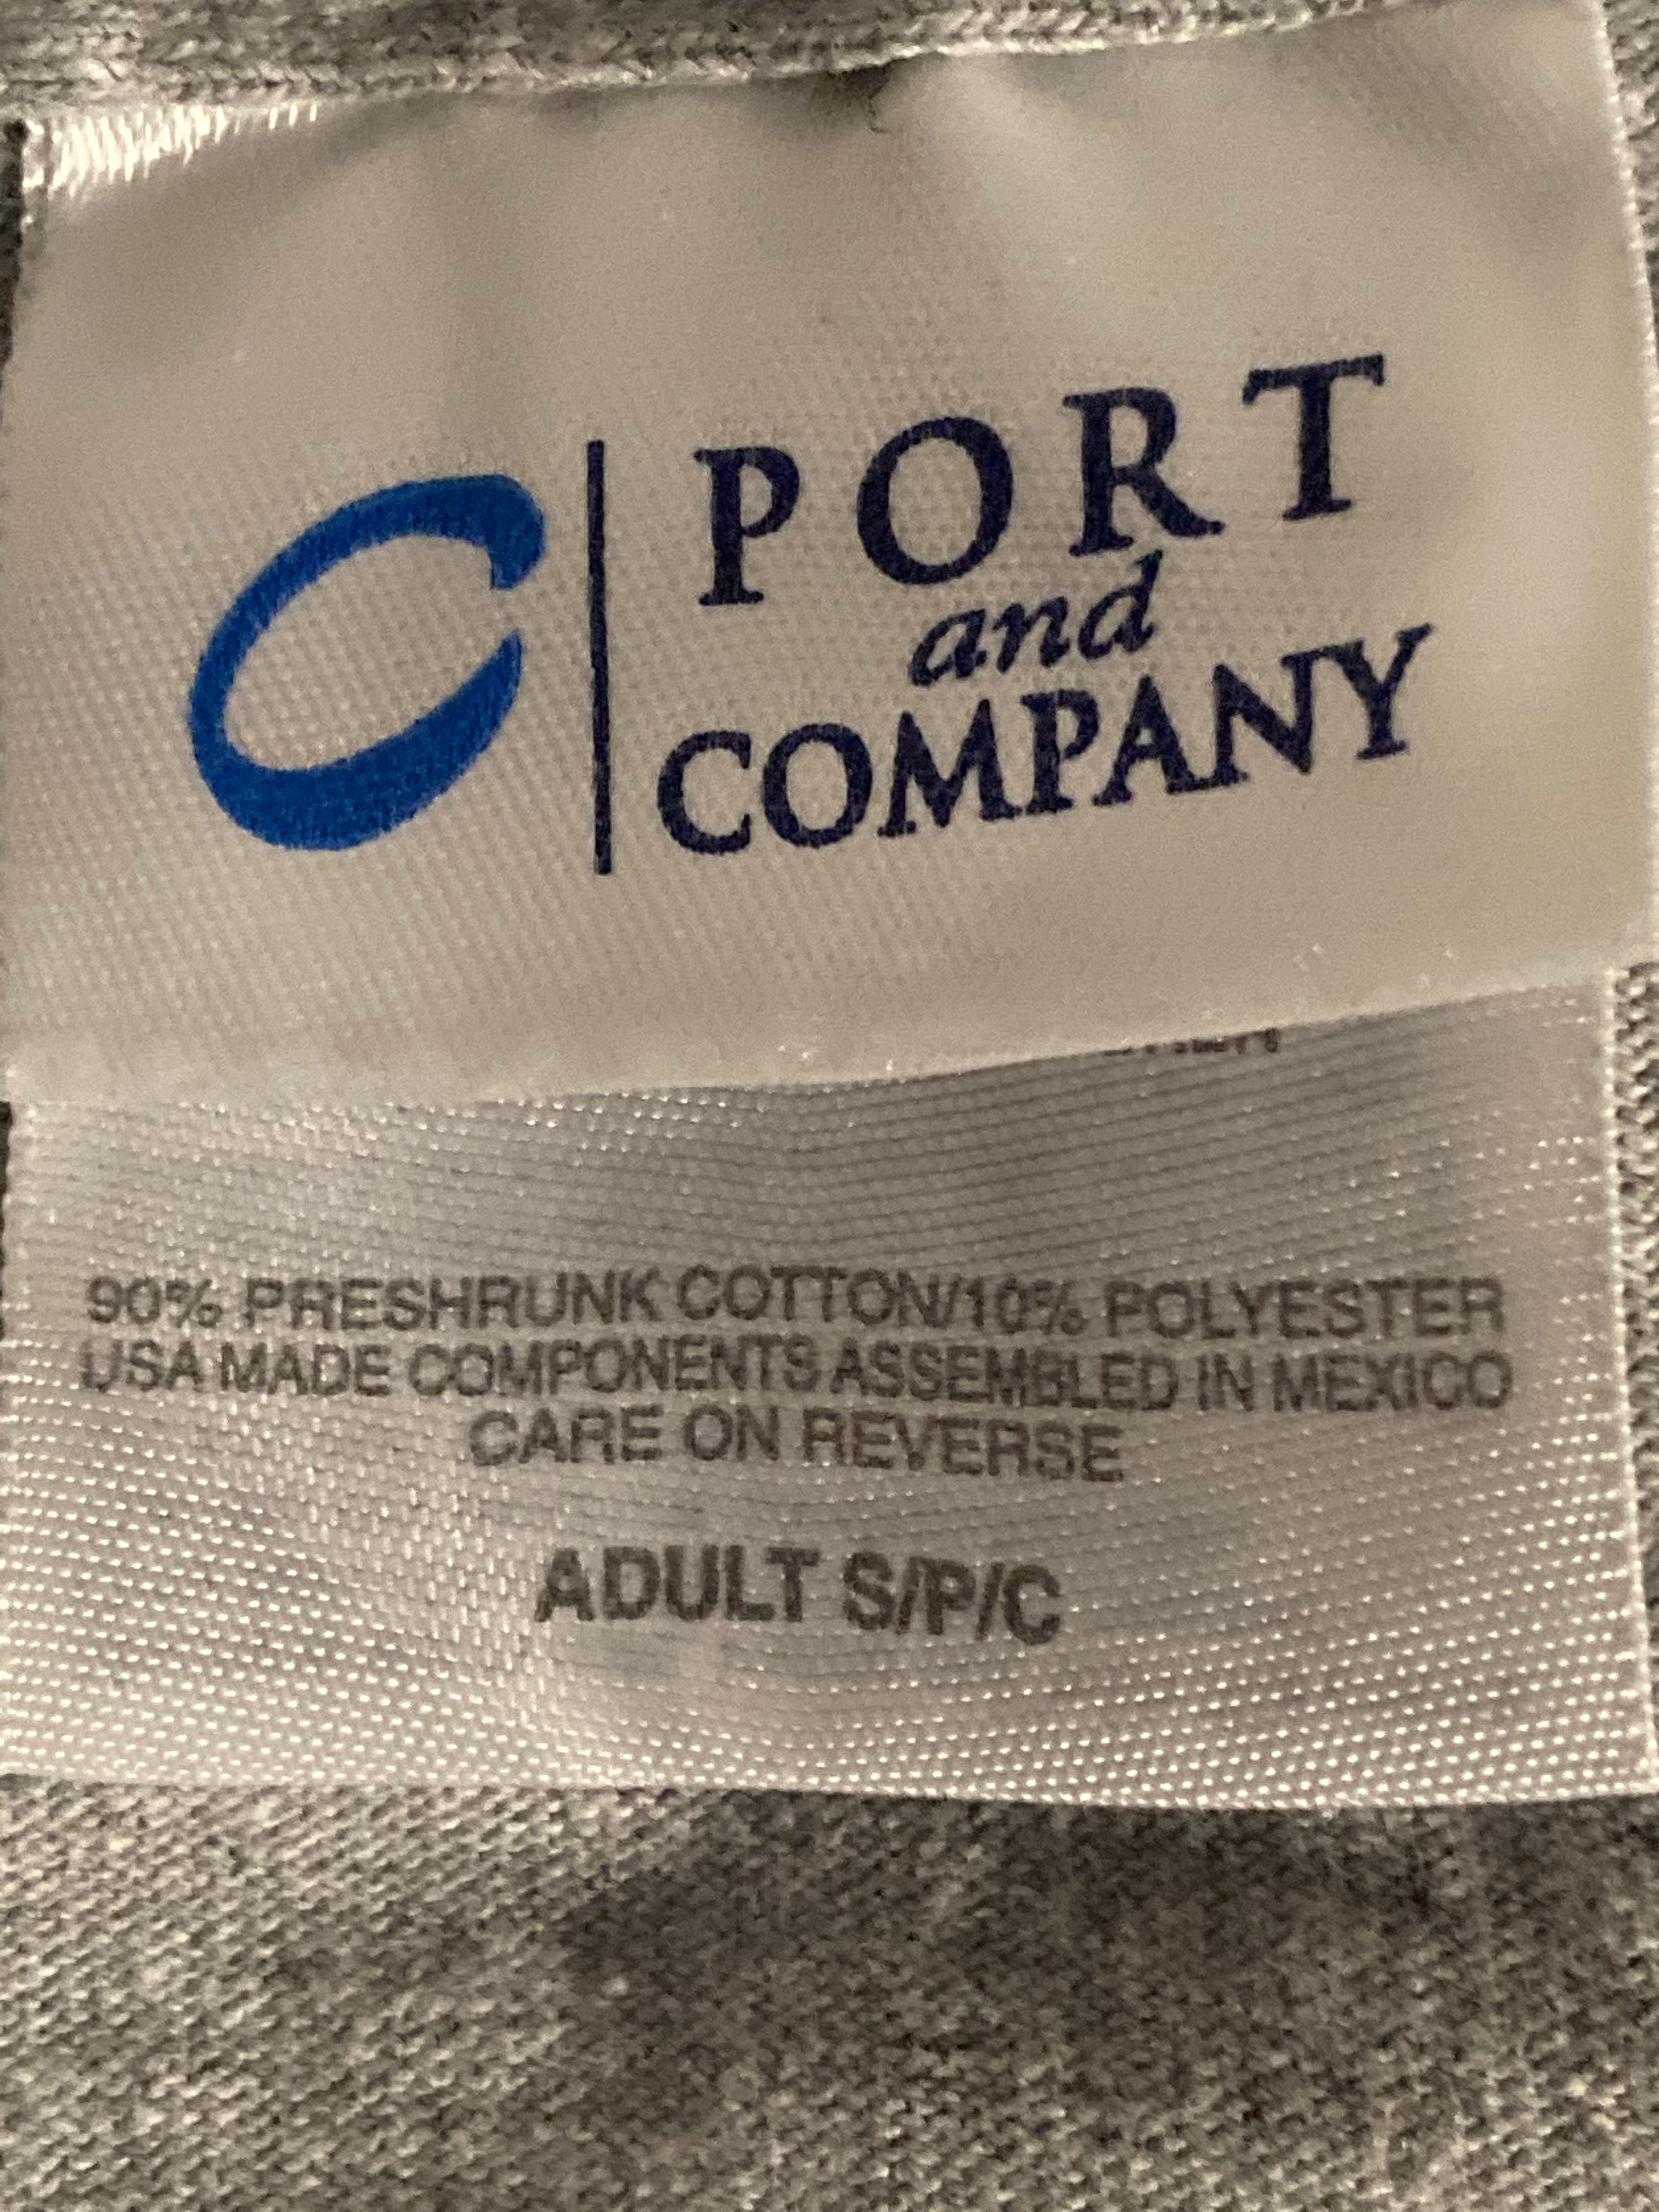 C
PORT
and
COMPANY
90% PRESHRUNK COTTON/10% POLYESTER
USA MADE COMPONENTS ASSEMBLED IN MEXICO
CARE ON REVERSE
ADULT S/P/C